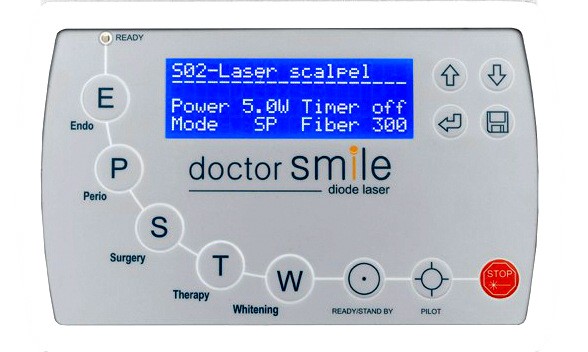 READY
S02-Laser scalpel
Power 5.0W Timer off
Mode SP Fiber 300
E
Endo
doctor smile
diode laser
P
Perio
S
Surgery
T
Therapy
W
Whitening
READY/STAND BY
PILOT
STOP